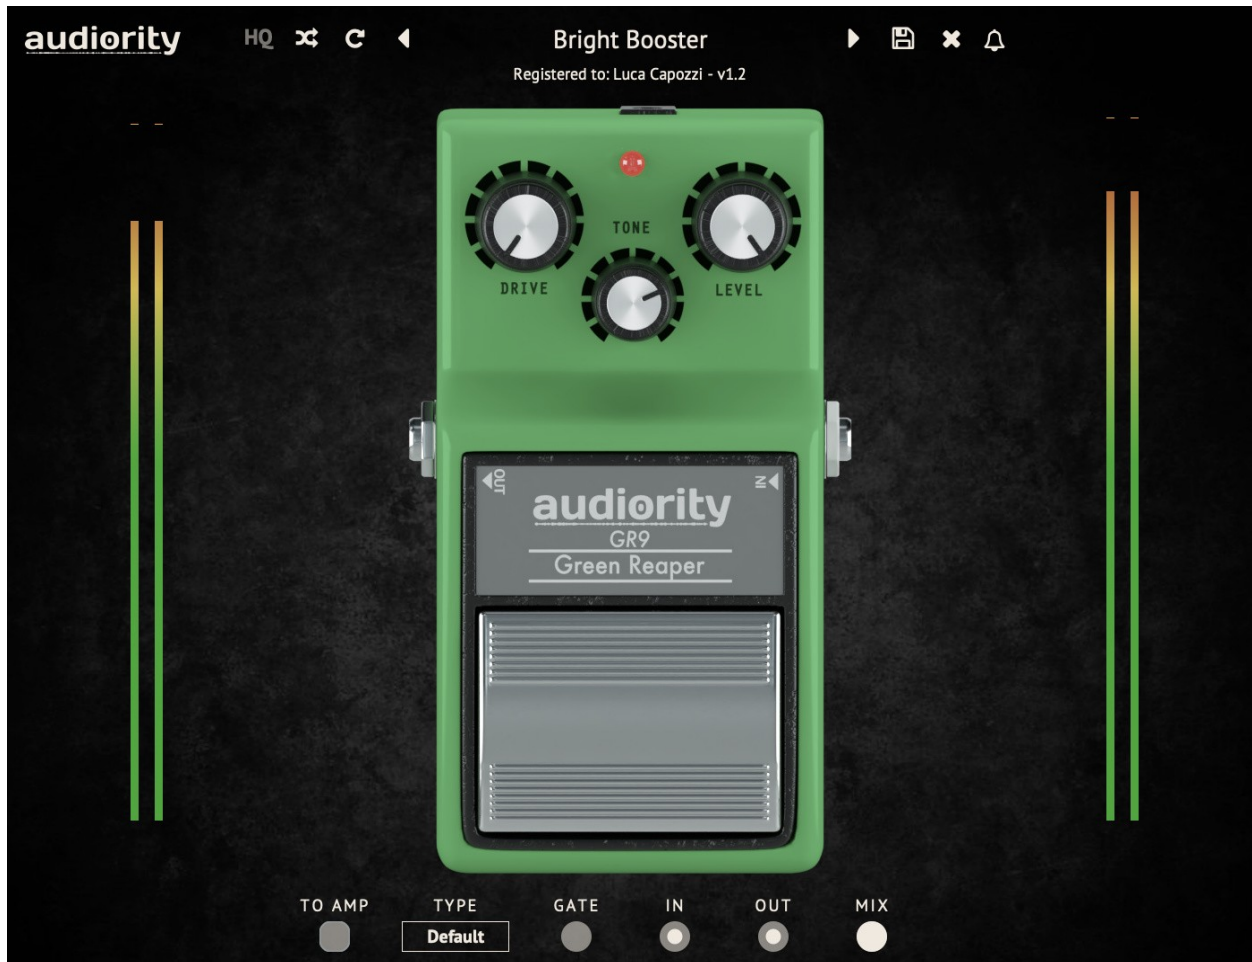 audiority
HQ
Bright Booster
Registered to: Luca Capozzi - v1.2
TONE
DRIVE
LEVEL
OUT
IN
audiority
GR9
Green Reaper
TO AMP
TYPE
GATE
IN
OUT
MIX
Default